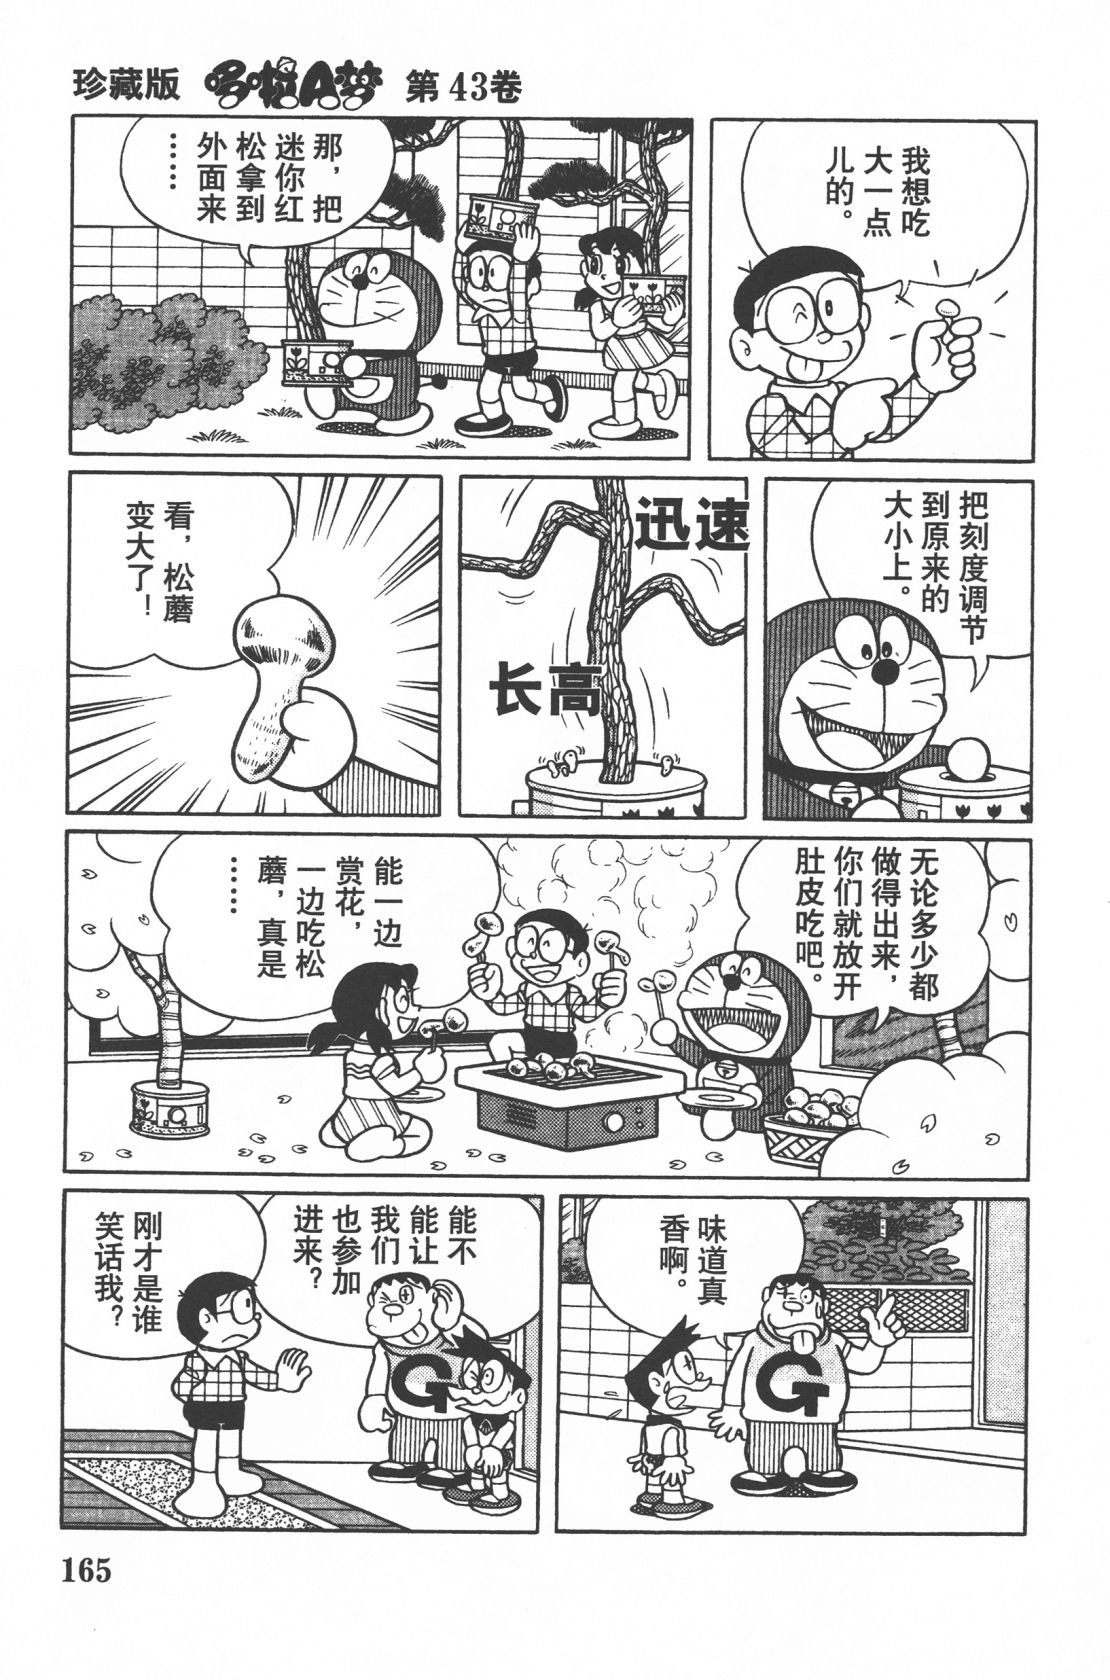 珍藏版 哆啦A梦 第43卷
我想吃
大一点
儿的。
那，把
迷你红
松拿到
外面来
……
把刻度调节
到原来的
大小上。
迅速
长高
看，松蘑
变大了！
无论多少都
做得出来，
你们就放开
肚皮吃吧。
能一边
赏花，
一边吃松
蘑，真是
……
味道真
香啊。
G
能不
能让
我们
也参加
进来？
G
刚才是谁
笑话我？
165